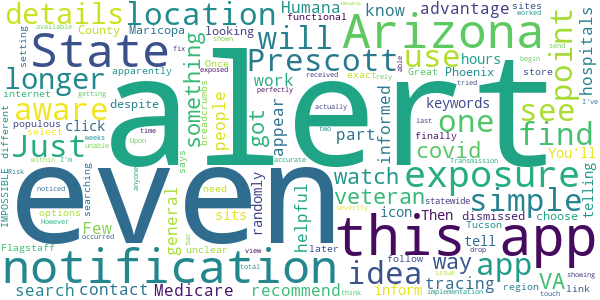 details location Humana advantage know sites
County Maricopa functional looking will Arizona use point hospitals
setting fix State Prescott hours Phoenix store
longer apparently something breadcrumbs Once work Great exact rely able
internet despite exposed perfectly tried begin send
populous aware people got appear informed keywords see available
Just click alert part one find You'll I've
different weeks time says actually two received shown
IMPOSSIBLE select unable within I'm even randomly helpful watch covid exposure telling
Risk noticed general veteran icon finally last accurate Transmission simple
options need sits Then dismissed statewide choose
However anyone Few unclear later this app tell Tucson
Flagstaff occurred bar view follow drop VA
notification idea way app tracing region link
searching severity issue inform showing
search contact Medicare recommend total think implementation touch